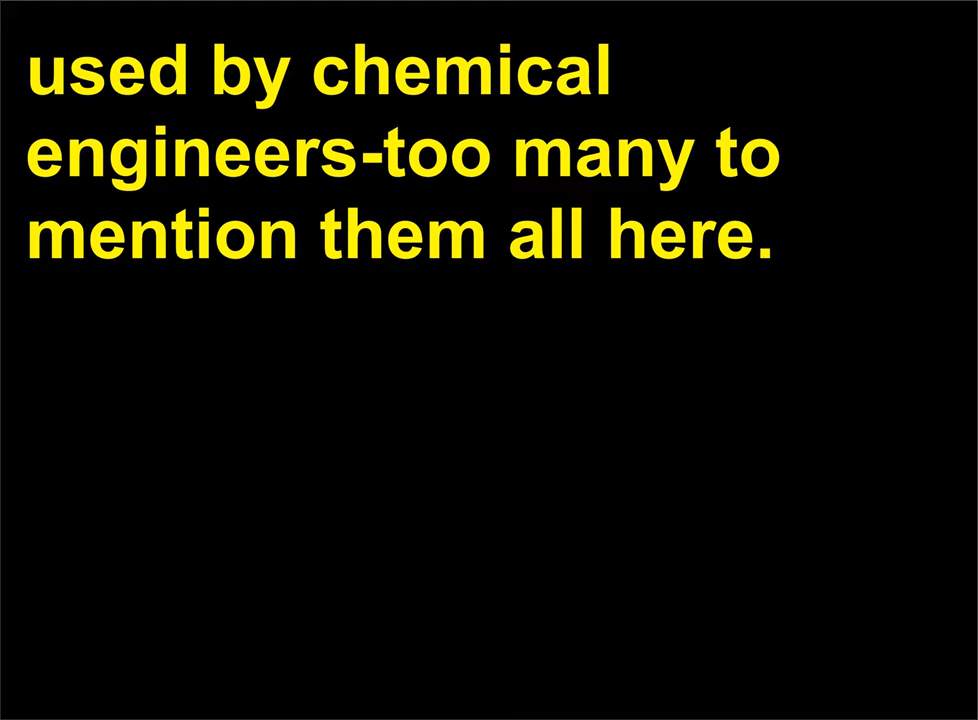 used by chemical
engineers-too many to
mention them all here.